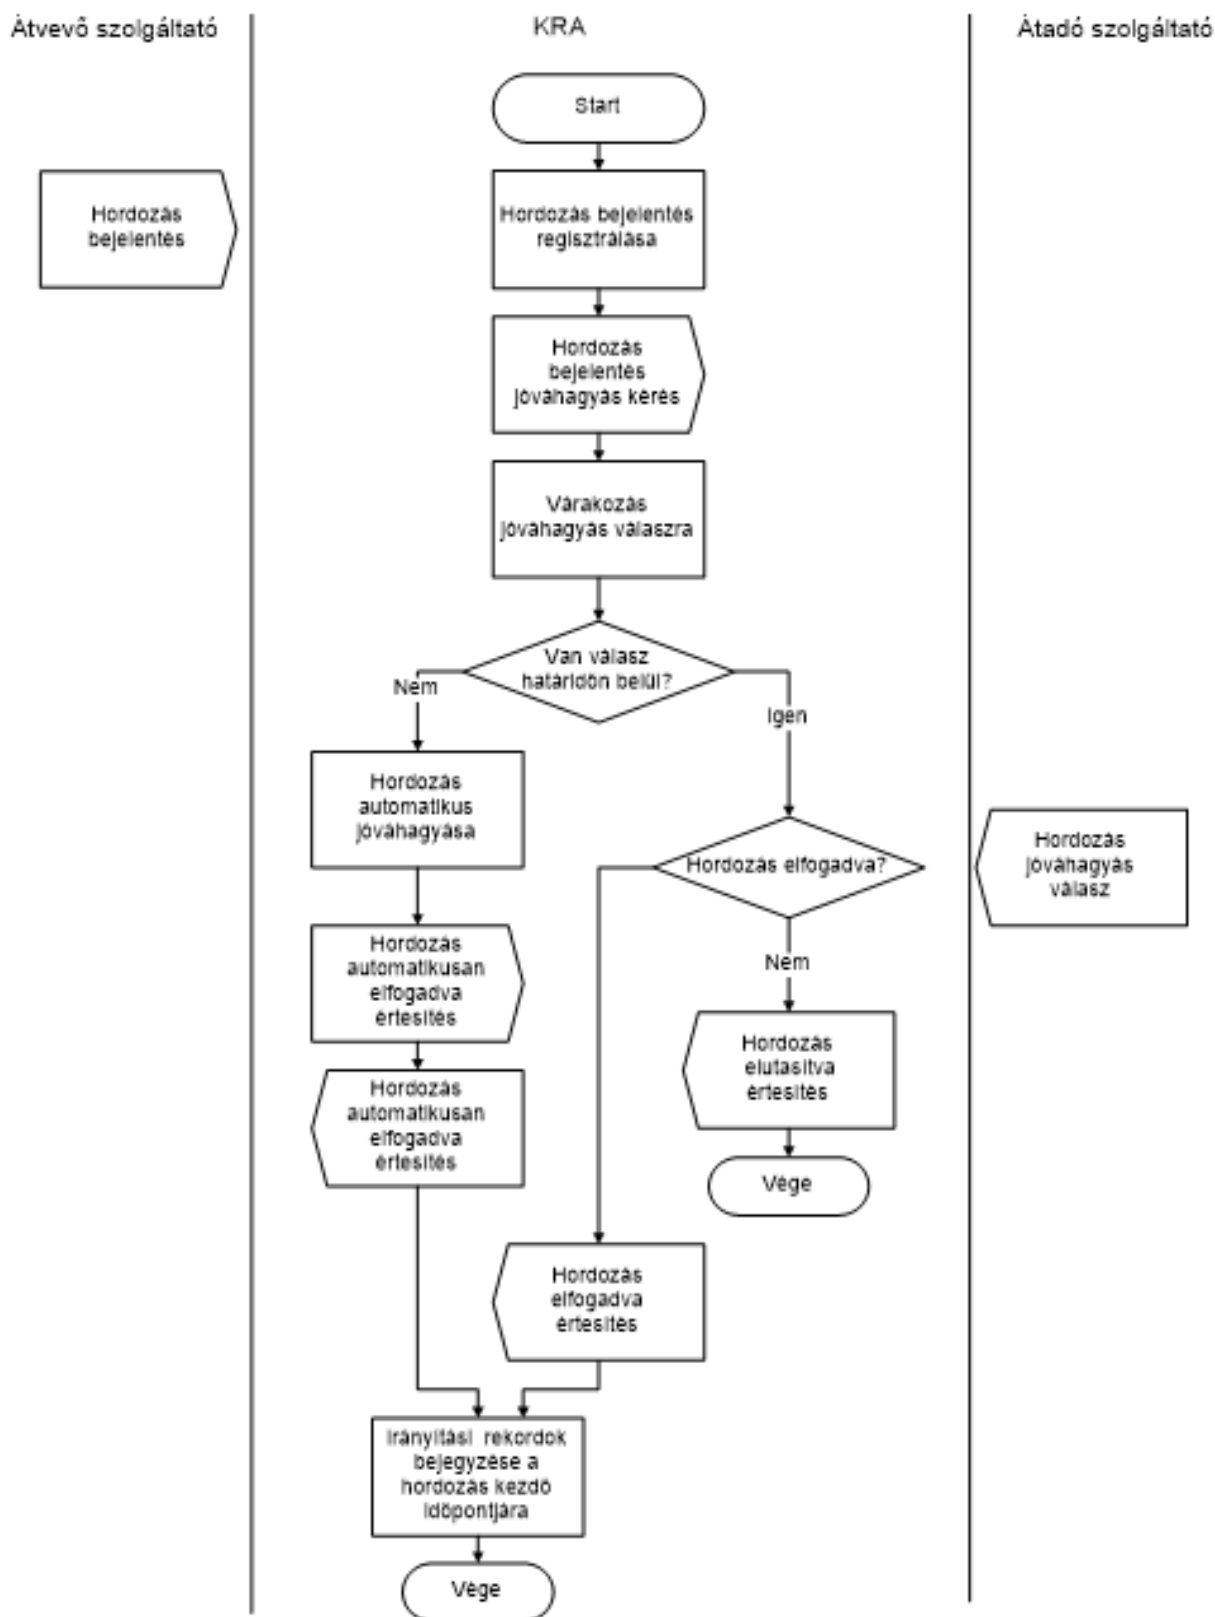 Átvevő szolgáltató
KRA
Átadó szolgáltató
Start
Hordozás
bejelentés
Hordozás bejelentés
regisztrálása
Hordozás
bejelentés
jóváhagyás kérés
Várakozás
jóváhagyás válaszra
Van válasz
határidőn belül?
Nem
Igen
Hordozás
automatikus
jóváhagyása
Hordozás elfogadva?
Hordozás
jóváhagyás
válasz
Hordozás
automatikusan
elfogadva
értesítés
Nem
Hordozás
elutasítva
értesítés
Hordozás
automatikusan
elfogadva
értesítés
Vége
Hordozás
elfogadva
értesítés
Irányítási rekordok
bejegyzése a
hordozás kezdő
időpontjára
Vége